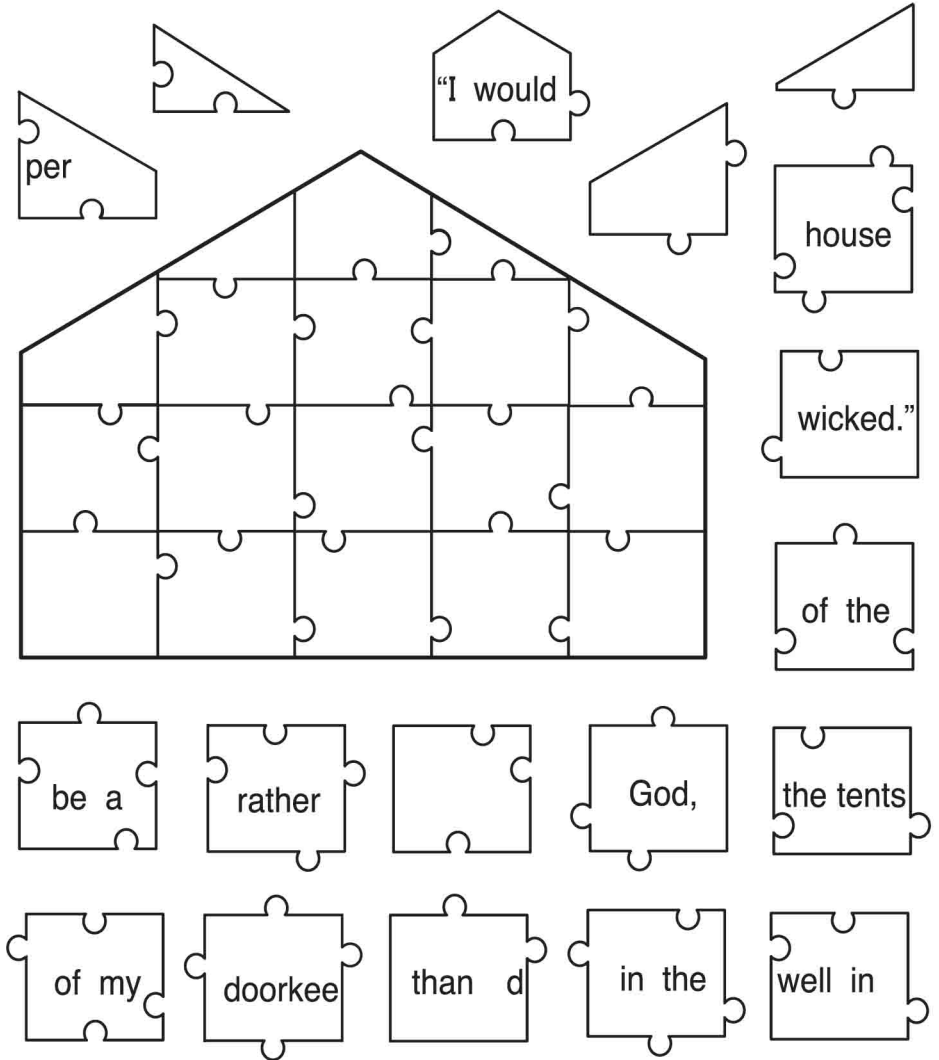 "I would
per
house
wicked."
of the
be a
rather
God,
the tents
of my
doorkee
than d
in the
well in